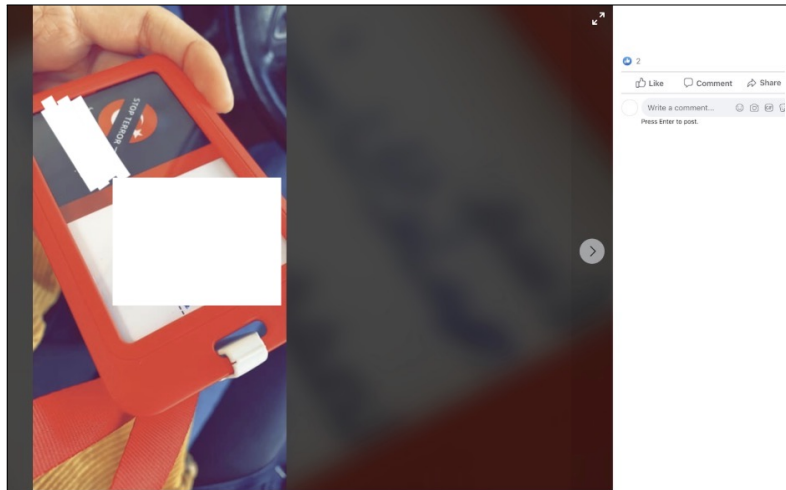 STOP TERROR
2
Like Comment Share
Write a comment...
Press Enter to post.